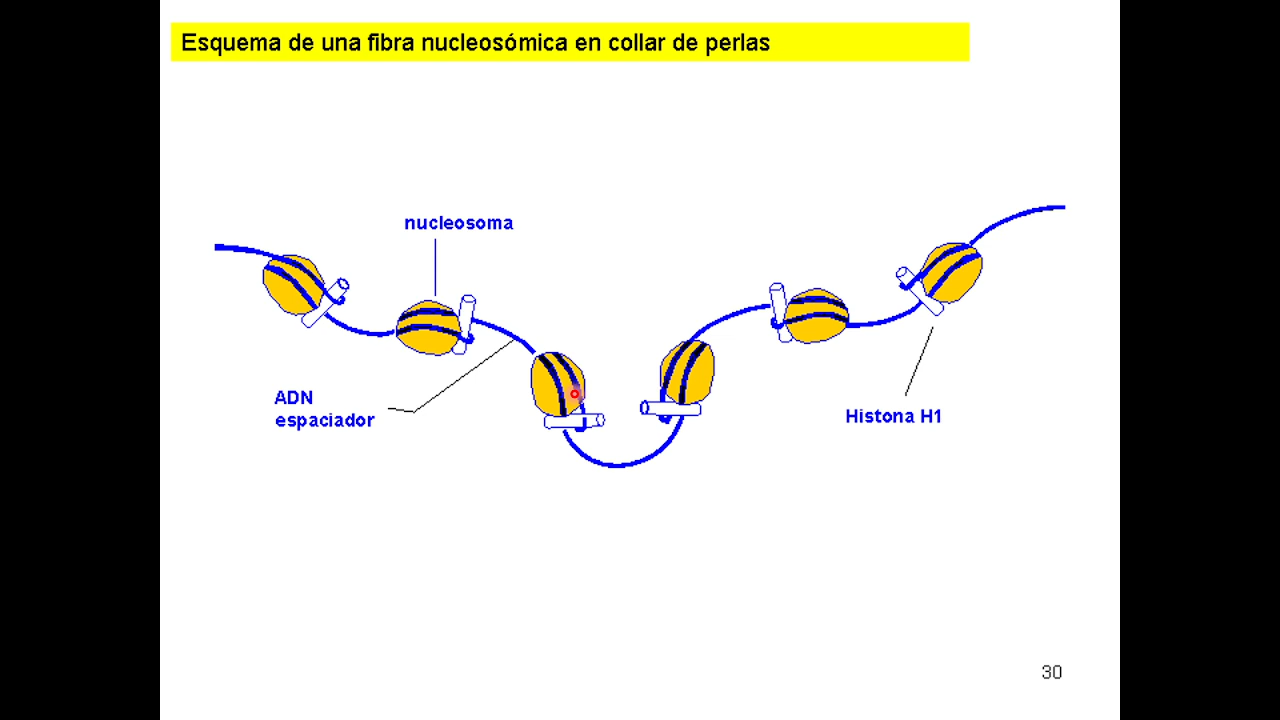 Esquema de una fibra nucleosómica en collar de perlas
nucleosoma
ADN
espaciador
Histona H1
30